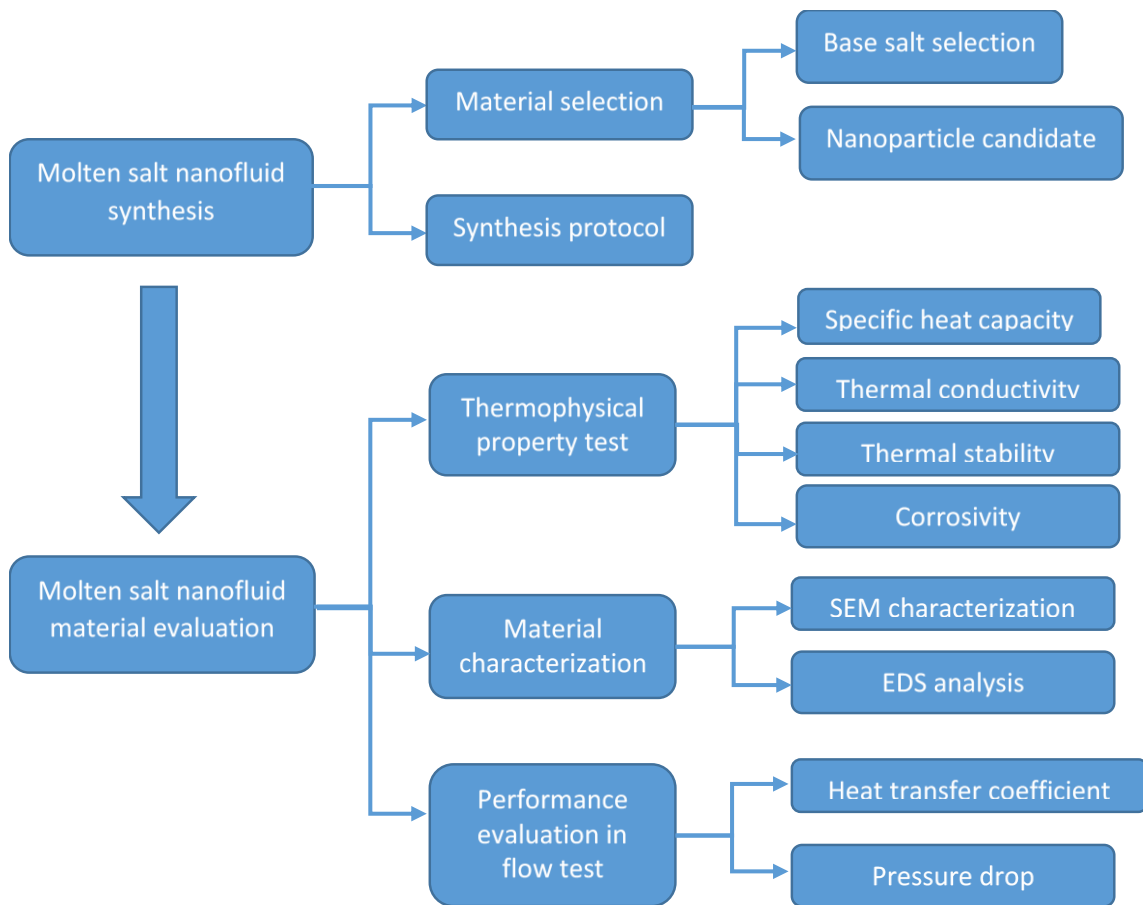 Base salt selection
Material selection
Nanoparticle candidate
Molten salt nanofluid
synthesis
Synthesis protocol
Specific heat capacity
Thermal conductivity
Thermophysical
property test
Thermal stability
Corrosivity
Molten salt nanofluid
material evaluation
SEM characterization
Material
characterization
EDS analysis
Heat transfer coefficient
Performance
evaluation in
flow test
Pressure drop